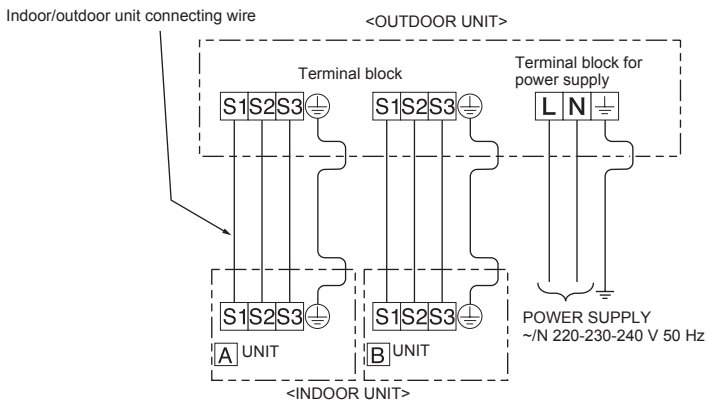 Indoor/outdoor unit connecting wire
<OUTDOOR UNIT>
Terminal block
Terminal block for
power supply
S1 S2 S3
S1 S2 S3
L N
S1 S2 S3
A UNIT
S1 S2 S3
B UNIT
POWER SUPPLY
~/N 220-230-240 V 50 Hz
<INDOOR UNIT>